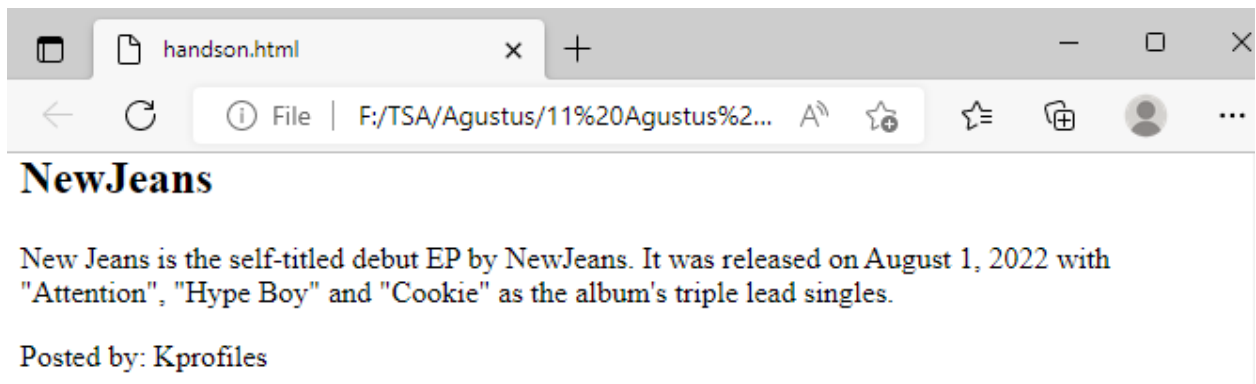 handson.html
File | F:/TSA/Agustus/11%20Agustus%2...
NewJeans
New Jeans is the self-titled debut EP by NewJeans. It was released on August 1, 2022 with
"Attention", "Hype Boy" and "Cookie" as the album's triple lead singles.
Posted by: Kprofiles